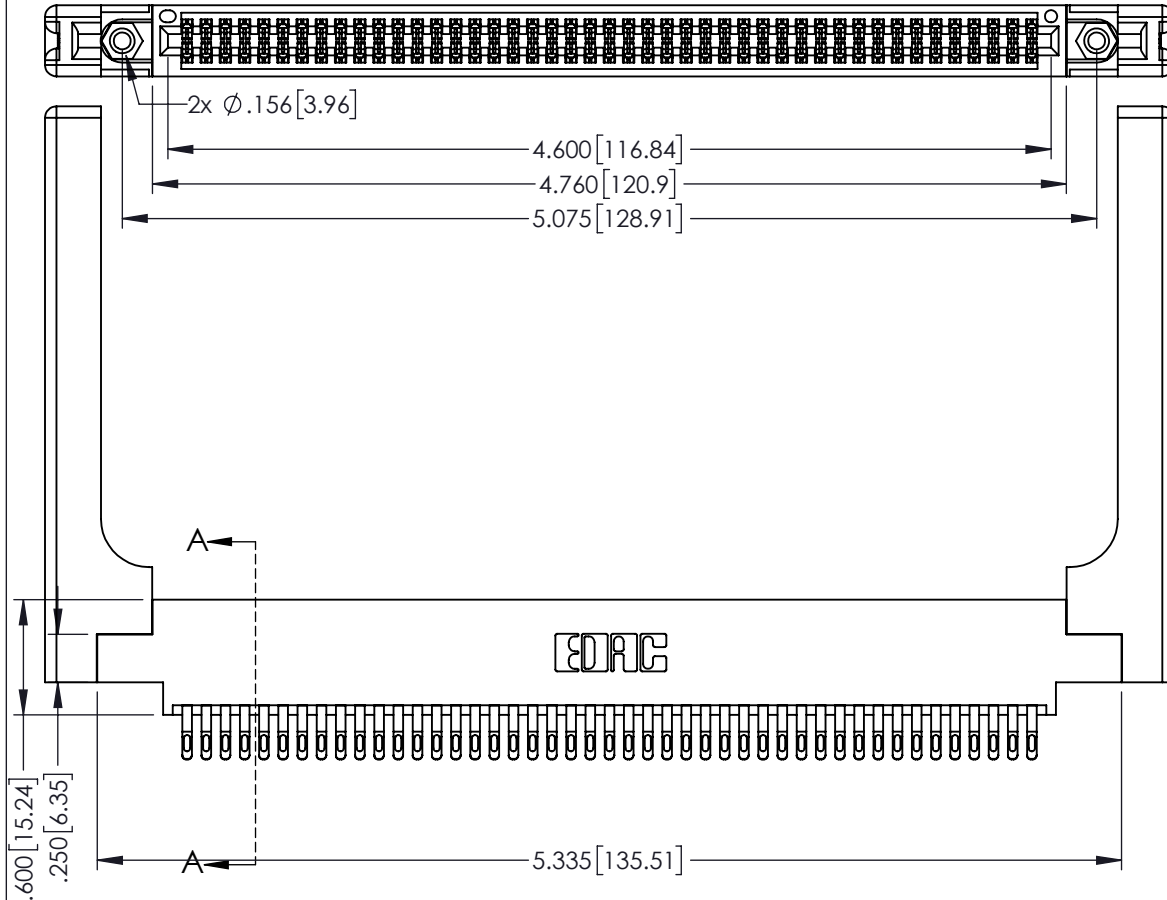 2x ∅.156[3.96]
4.600[116.84]
4.760[120.9]
5.075[128.91]
A
EDAC
.600[15.24]
.250[6.35]
A
5.335[135.51]